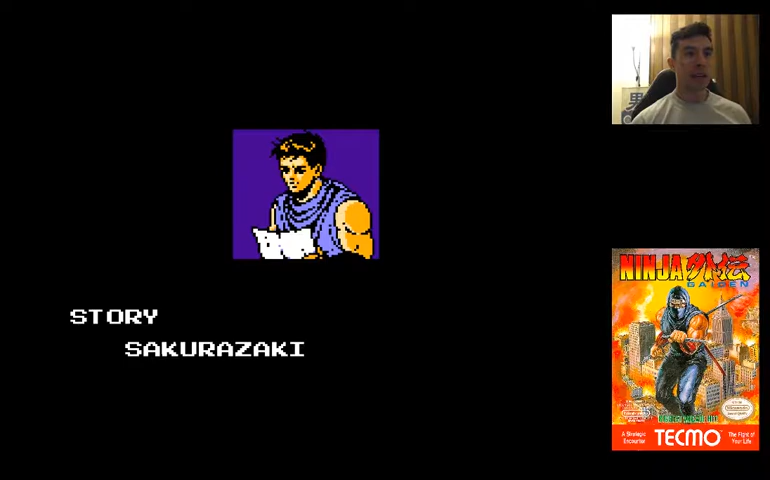 STORY
SAKURAZAKI
NINJA外伝
GAIDEN
A Strategic
Encounter
TECMO
The Fight of
Your Life